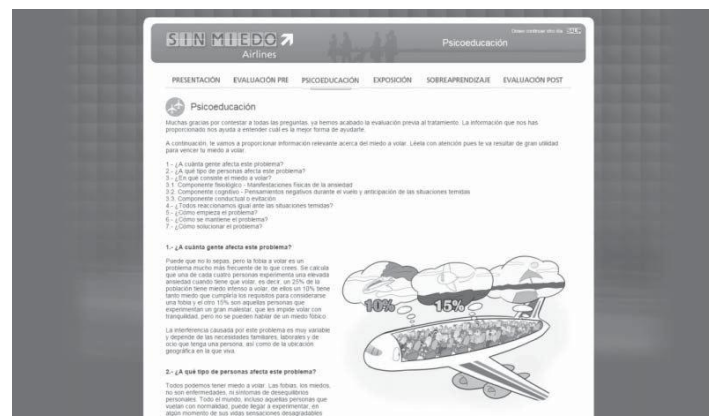 SIN MIEDO
Airlines
Psicoeducación
PRESENTACIÓN EVALUACIÓN PRE PSICOEDUCACIÓN EXPOSICIÓN SOBREAPRENDIZAJE EVALUACIÓN POST
Psicoeducación
Muchas gracias por contestar a todas las preguntas, ya hemos acabado la evaluación previa al tratamiento. La información que nos has
proporcionado nos ayuda a entender cuál es la mejor forma de ayudarte.
A continuación, te vamos a proporcionar información relevante acerca del miedo a volar. Léela con atención pues te va resultar de gran utilidad
para vencer tu miedo a volar.
1 - ¿A cuánta gente afecta este problema?
2 - ¿A qué tipo de personas afecta este problema?
3 - ¿En qué consiste el miedo a volar?
3.1. Componente fisiológico - Manifestaciones físicas de la ansiedad
3.2. Componente cognitivo - Pensamientos negativos durante el vuelo y anticipación de las situaciones temidas
3.3. Componente conductual o evitación
4 - ¿Todos reaccionamos igual ante las situaciones temidas?
5 - ¿Cómo empieza el problema?
6 - ¿Cómo se mantiene el problema?
7 - ¿Cómo solucionar el problema?
1.- ¿A cuánta gente afecta este problema?
Puede que no lo sepas, pero la fobia a volar es un
problema mucho más frecuente de lo que crees. Se calcula
que una de cada cuatro personas experimenta una elevada
ansiedad cuando tiene que volar, es decir, un 25% de la
población tiene miedo intenso a volar, de ellos un 10% tiene
tanto miedo que cumpliría los requisitos para considerarse
una fobia y el otro 15% son aquellas personas que
experimentan un gran malestar, que les impide volar con
tranquilidad, pero no se pueden hablar de un miedo fóbico.
10% 15%
La interferencia causada por este problema es muy variable
y depende de las necesidades familiares, laborales y de
ocio que tenga una persona, así como de la ubicación
geográfica en la que viva.
2.- ¿A qué tipo de personas afecta este problema?
Todos podemos tener miedo a volar. Las fobias, los miedos,
no son enfermedades, ni síntomas de desequilibrios
personales. Todo el mundo, incluso aquellas personas que
vuelan con normalidad, puede llegar a experimentar, en
algún momento de sus vidas sensaciones desagradables